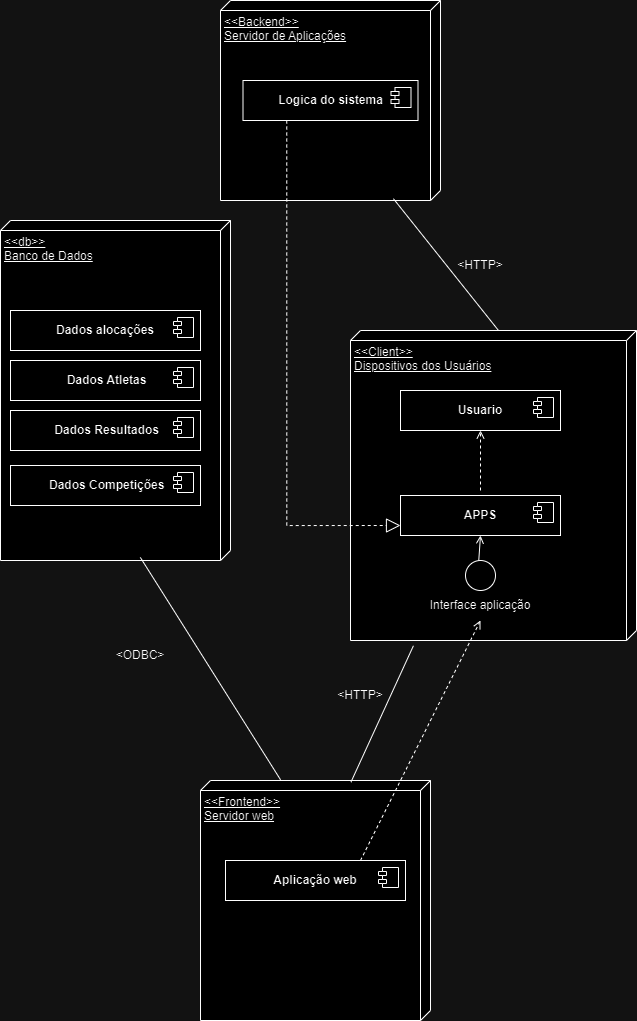 <<Backend>>
Servidor de Aplicações
Logica do sistema
<<db>>
Banco de Dados
<HTTP>
Dados alocações
Dados Atletas
Dados Resultados
Dados Competições
<<Client>>
Dispositivos dos Usuários
Usuario
APPS
Interface aplicação
<ODBC>
<HTTP>
<<Frontend>>
Servidor web
Aplicação web